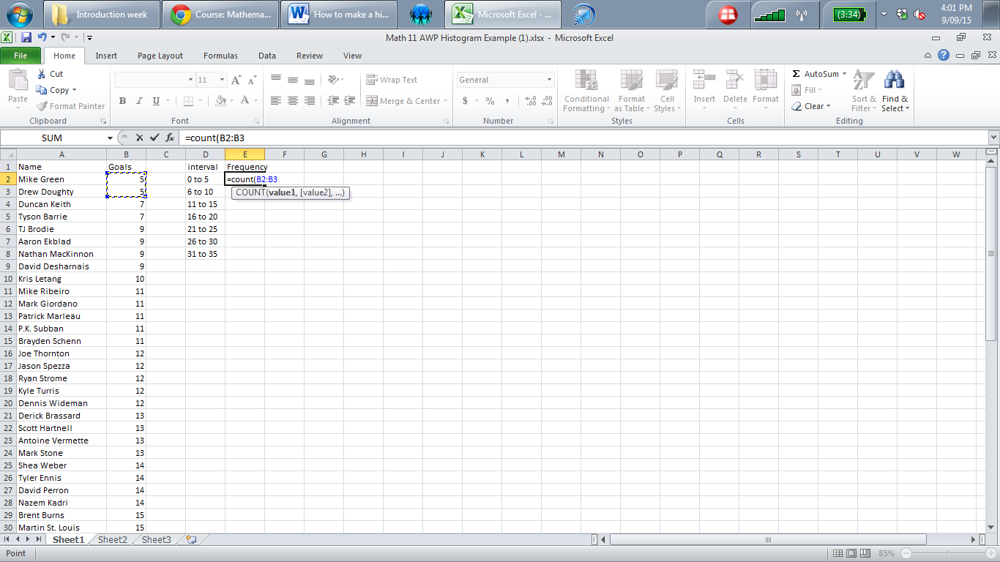 Introduction week
Course: Mathema...
How to make a hi...
Microsoft Excel - ...
(3:34)
4:01 PM
9/09/15
Math 11 AWP Histogram Example (1).xlsx - Microsoft Excel
File Home Insert Page Layout Formulas Data Review View
Paste
Cut
Copy
Format Painter
Clipboard
11
B I U
Font
Wrap Text
Merge & Center
Alignment
General
$ % ,
Number
Conditional Formatting
Format as Table
Cell Styles
Styles
Insert
Delete
Format
Cells
Σ AutoSum
Fill
Clear
Sort & Filter
Find & Select
Editing
SUM fx =count(B2:B3
A B C D E F G H I J K L M N O P Q R S T U V W
1 Name Goals interval Frequency
2 Mike Green 5 0 to 5 =count(B2:B3
3 Drew Doughty 5 6 to 10 COUNT(value1, [value2], ...)
4 Duncan Keith 7 11 to 15
5 Tyson Barrie 7 16 to 20
6 TJ Brodie 9 21 to 25
7 Aaron Ekblad 9 26 to 30
8 Nathan MacKinnon 9 31 to 35
9 David Desharnais 9
10 Kris Letang 10
11 Mike Ribeiro 11
12 Mark Giordano 11
13 Patrick Marleau 11
14 P.K. Subban 11
15 Brayden Schenn 11
16 Joe Thornton 12
17 Jason Spezza 12
18 Ryan Strome 12
19 Kyle Turris 12
20 Dennis Wideman 12
21 Derick Brassard 13
22 Scott Hartnell 13
23 Antoine Vermette 13
24 Mark Stone 13
25 Shea Weber 14
26 Tyler Ennis 14
27 David Perron 14
28 Nazem Kadri 14
29 Brent Burns 15
30 Martin St. Louis 15
Sheet1 Sheet2 Sheet3
Point 85%